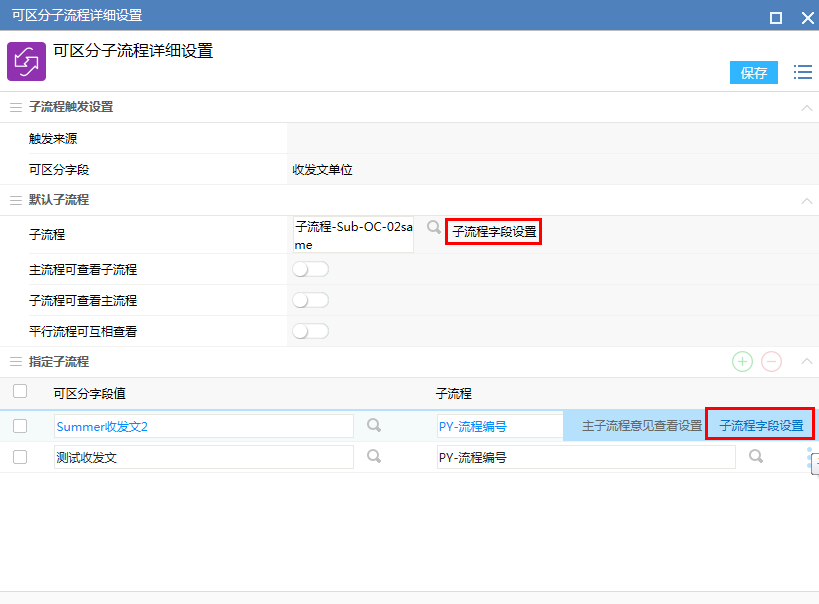 可区分子流程详细设置
可区分子流程详细设置
保存
子流程触发设置
触发来源
可区分字段 收发文单位
默认子流程
子流程 子流程-Sub-OC-02sa
me
子流程字段设置
主流程可查看子流程
子流程可查看主流程
平行流程可互相查看
指定子流程
可区分字段值 子流程
Summer收发文2 PY-流程编号 主子流程意见查看设置 子流程字段设置
测试收发文 PY-流程编号